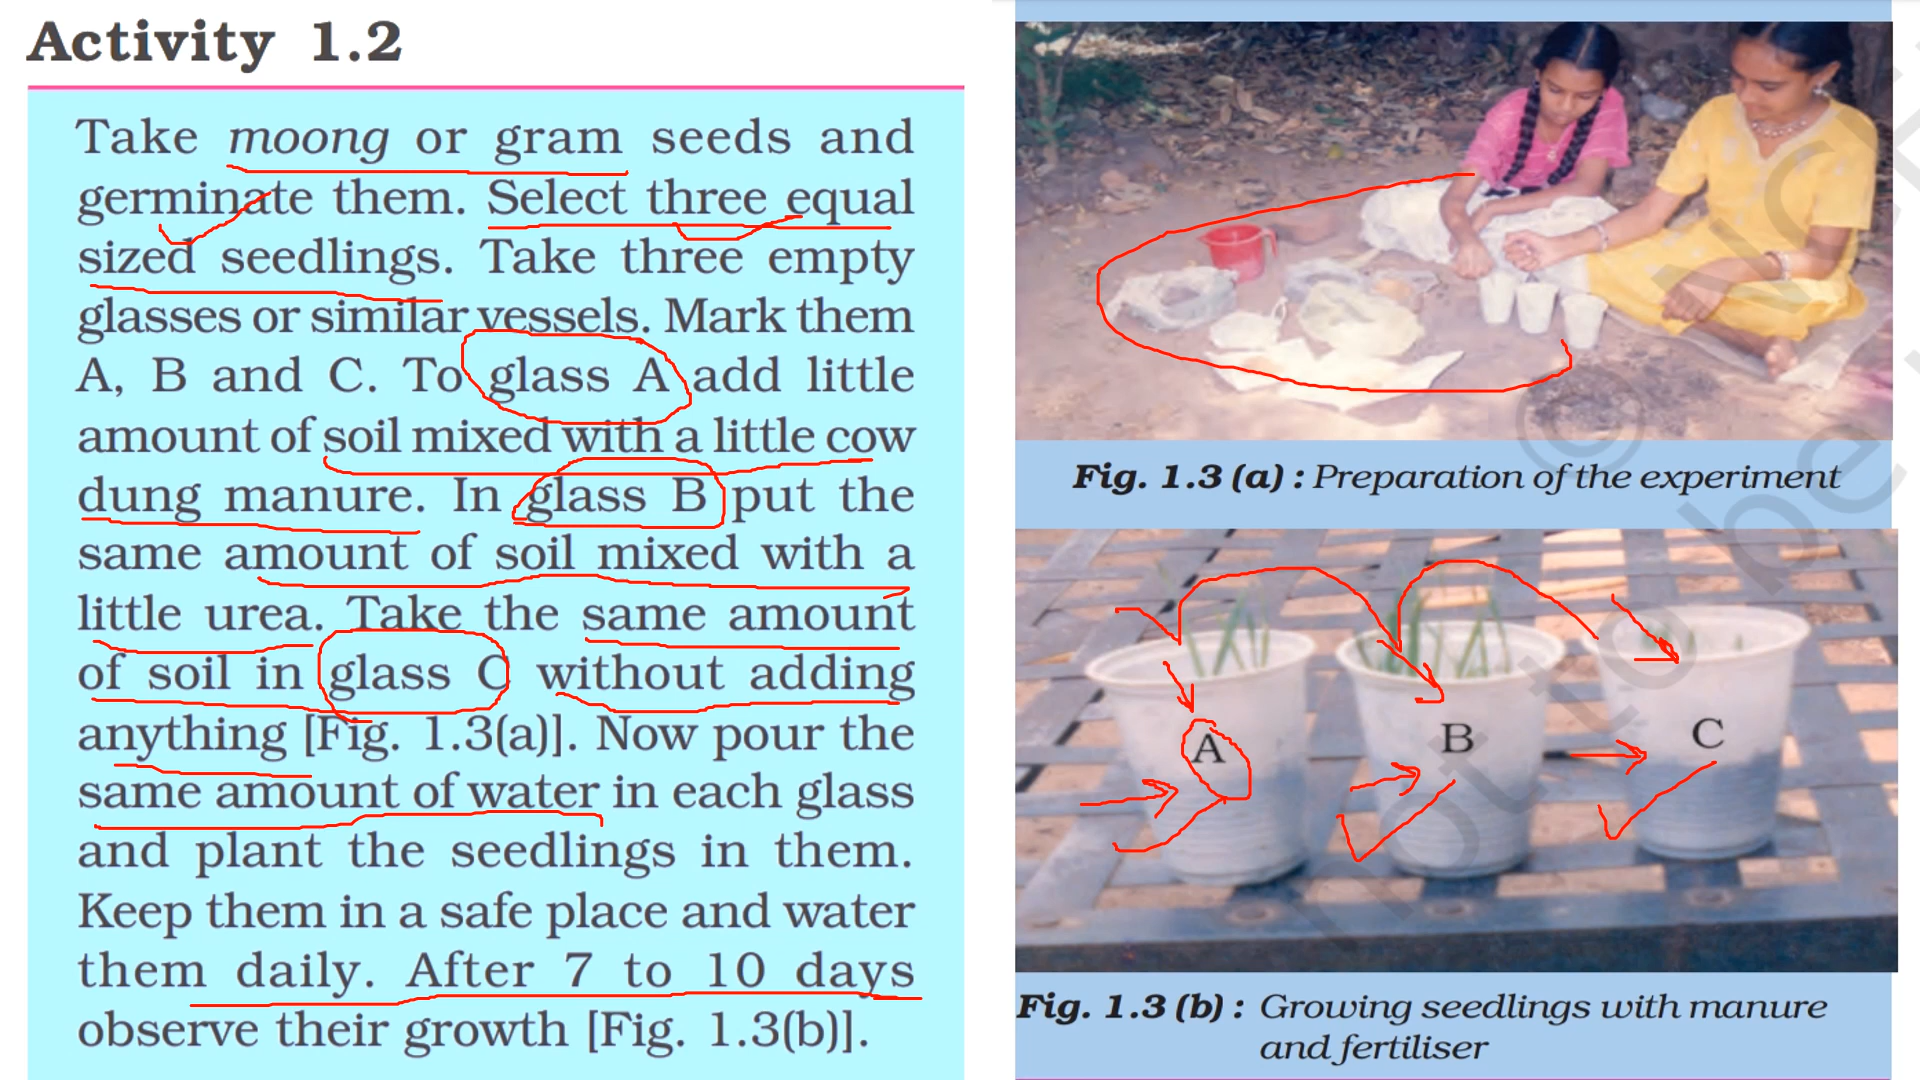 Activity 1.2
Take moong or gram seeds and
germinate them. Select three equal
sized seedlings. Take three empty
glasses or similar vessels. Mark them
A, B and C. To glass A add little
amount of soil mixed with a little cow
dung manure. In glass B put the
same amount of soil mixed with a
little urea. Take the same amount
of soil in glass C without adding
anything [Fig. 1.3(a)]. Now pour the
same amount of water in each glass
and plant the seedlings in them.
Keep them in a safe place and water
them daily. After 7 to 10 days
observe their growth [Fig. 1.3(b)].
Fig. 1.3 (a) : Preparation of the experiment
A
B
C
Fig. 1.3 (b) : Growing seedlings with manure
and fertiliser
not to be